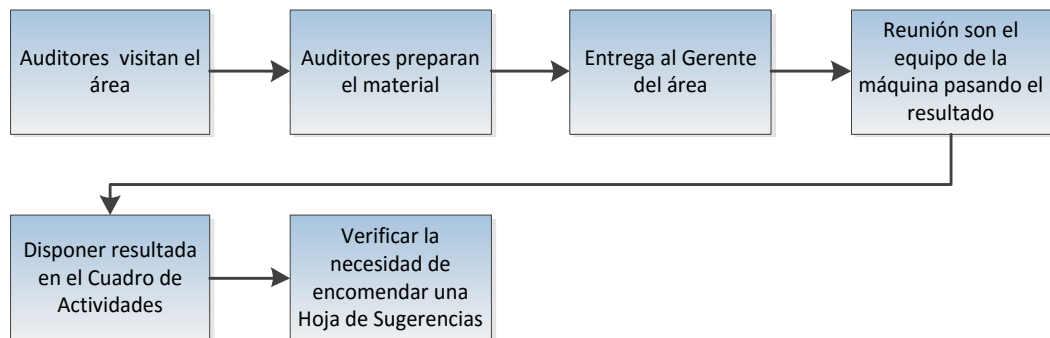 Auditores visitan el
área
Auditores preparan
el material
Entrega al Gerente
del área
Reunión son el
equipo de la
máquina pasando el
resultado
Disponer resultada
en el Cuadro de
Actividades
Verificar la
necesidad de
encomendar una
Hoja de Sugerencias